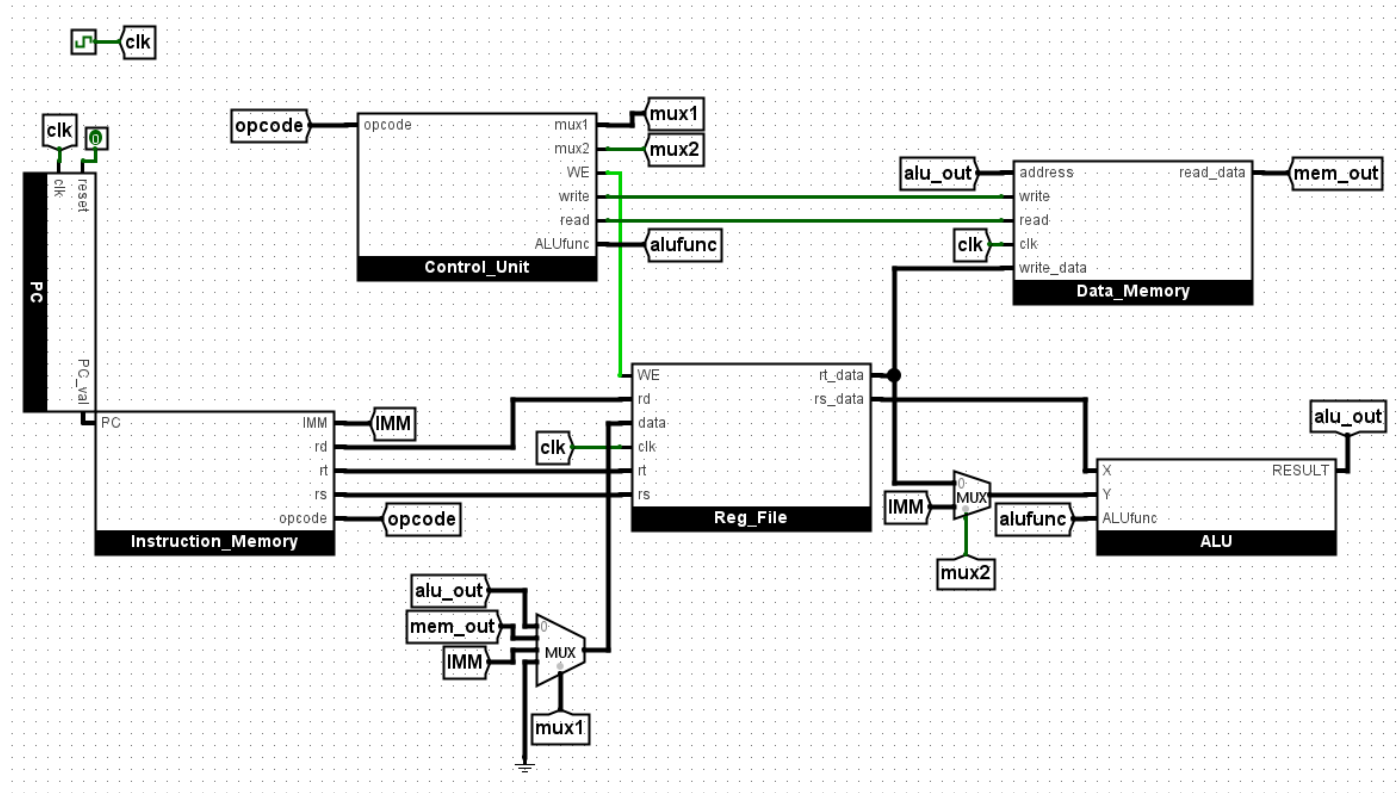 clk
clk
0
opcode
opcode
mux1
mux2
WE
write
read
ALUfunc
Control_Unit
mux1
mux2
alufunc
alu_out
clk
address
write
read
clk
write_data
read_data
Data_Memory
mem_out
clk
reset
PC
PC_val
PC
IMM
rd
rt
rs
opcode
Instruction_Memory
IMM
opcode
clk
WE
rd
data
clk
rt
rs
rt_data
rs_data
Reg_File
IMM
0
MUX
mux2
alufunc
X
Y
ALUfunc
RESULT
ALU
alu_out
alu_out
mem_out
IMM
0
MUX
mux1